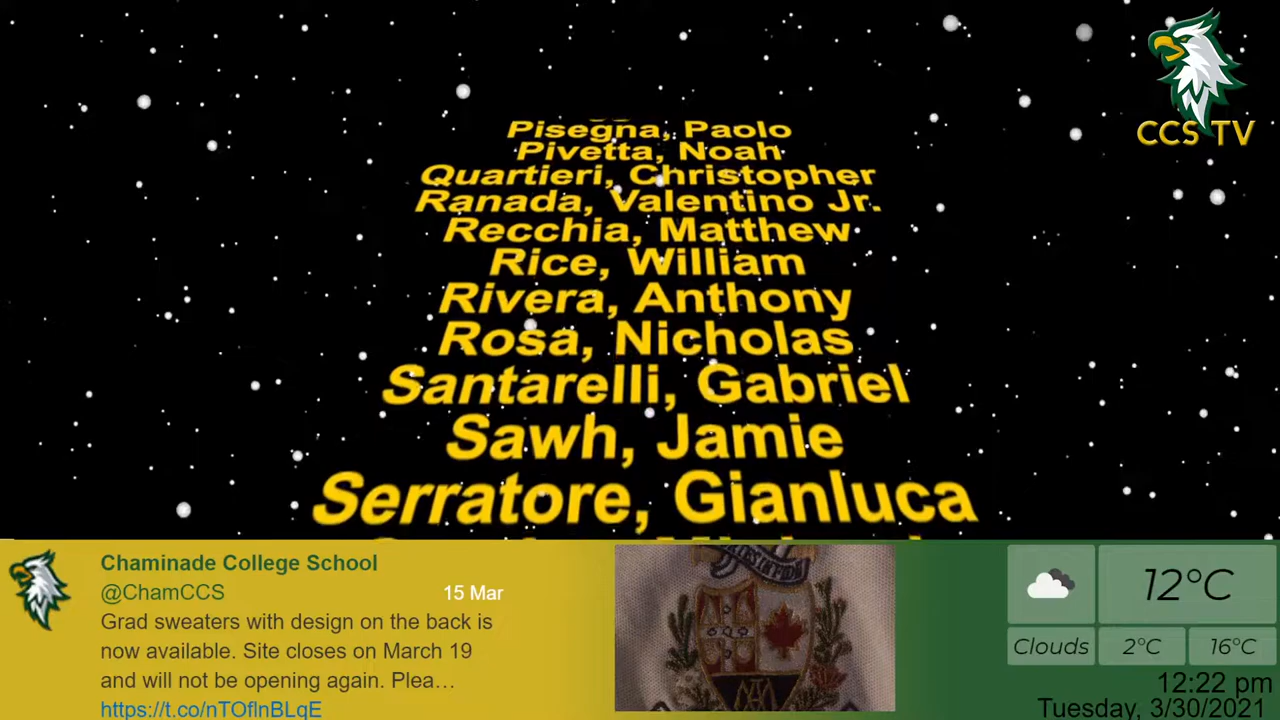 CCS TV
Pisegna, Paolo
Pivetta, Noah
Quartieri, Christopher
Ranada, Valentino Jr.
Recchia, Matthew
Rice, William
Rivera, Anthony
Rosa, Nicholas
Santarelli, Gabriel
Sawh, Jamie
Serratore, Gianluca
Chaminade College School
@ChamCCS
15 Mar
Grad sweaters with design on the back is
now available. Site closes on March 19
and will not be opening again. Plea…
https://t.co/nTOflnBLqE
12°C
Clouds
2°C
16°C
12:22 pm
Tuesday, 3/30/2021